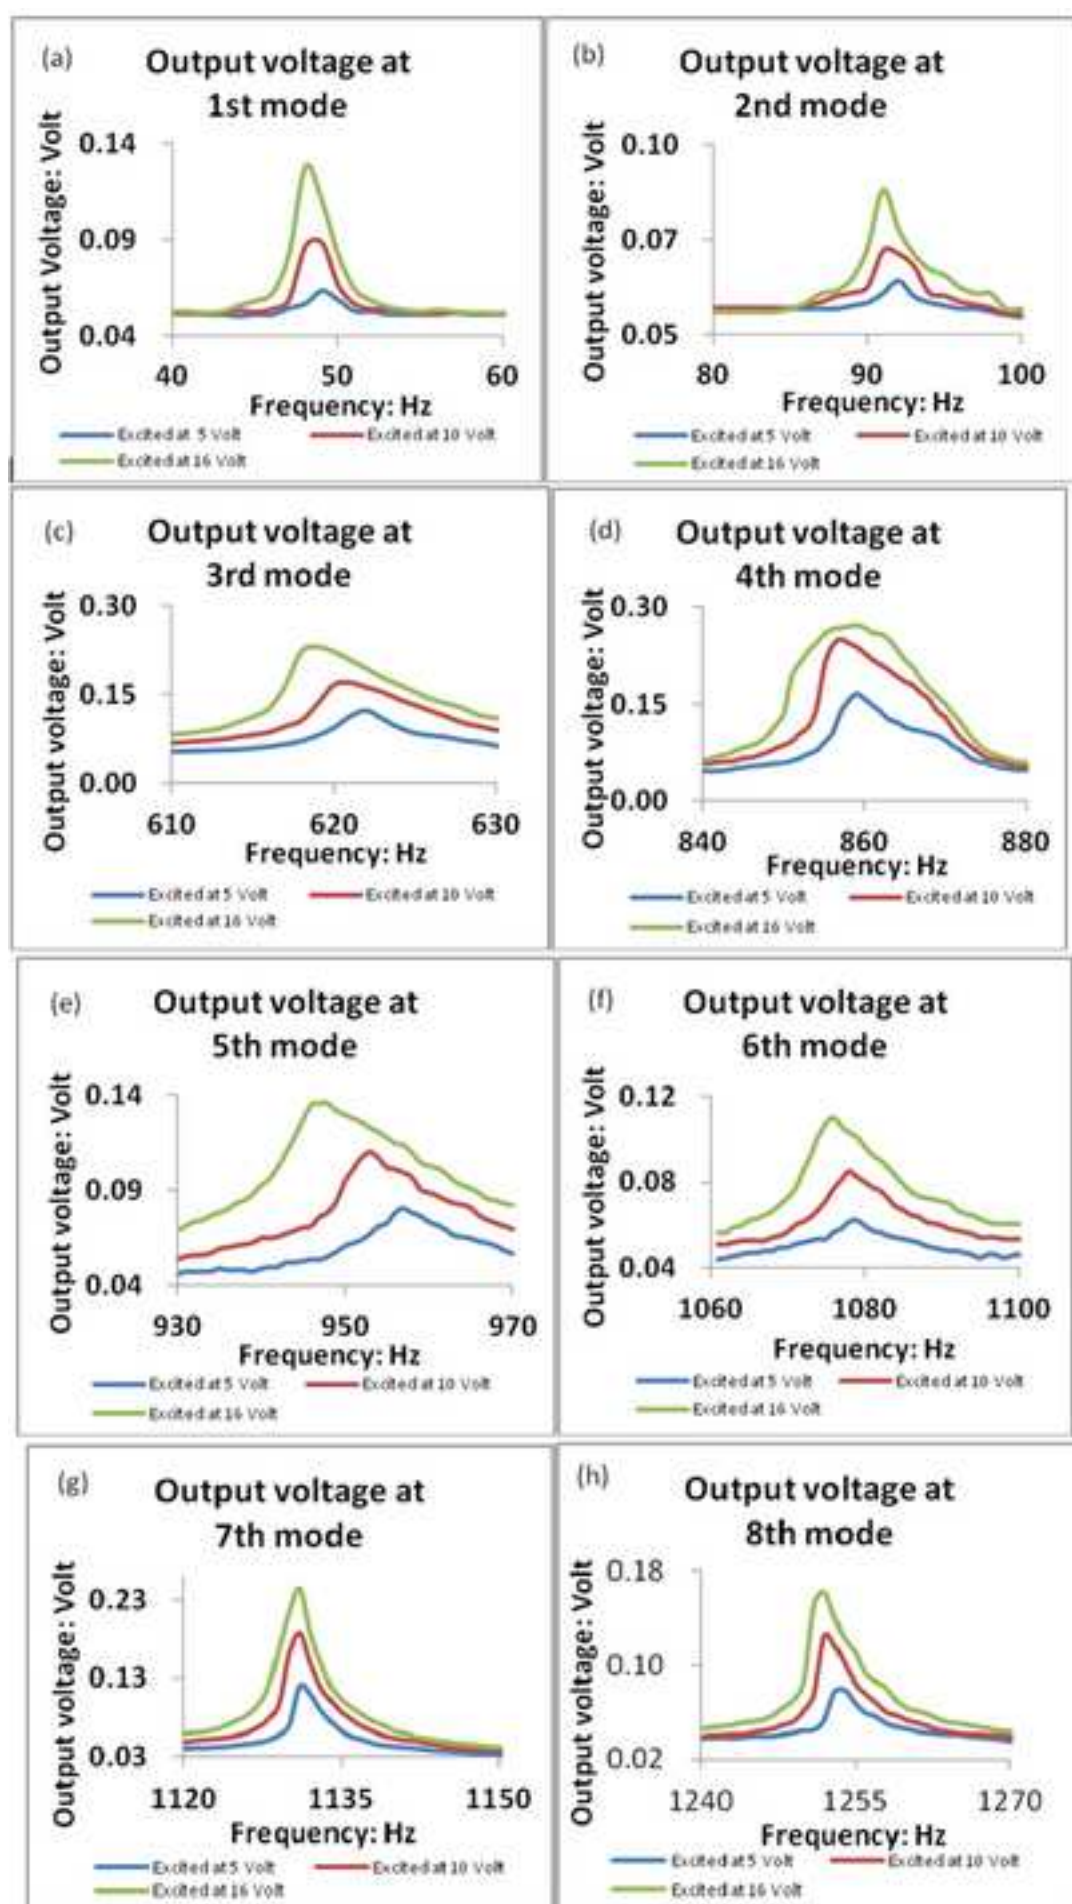 (a)
Output voltage at
1st mode
Output Voltage: Volt
0.14
0.09
0.04
40 50 60
Frequency: Hz
Excited at 5 Volt Excited at 10 Volt
Excited at 16 Volt
(b)
Output voltage at
2nd mode
Output voltage: Volt
0.10
0.07
0.05
80 90 100
Frequency: Hz
Excited at 5 Volt Excited at 10 Volt
Excited at 16 Volt
(c)
Output voltage at
3rd mode
Output voltage: Volt
0.30
0.15
0.00
610 620 630
Frequency: Hz
Excited at 5 Volt Excited at 10 Volt
Excited at 16 Volt
(d)
Output voltage at
4th mode
Output voltage: Volt
0.30
0.15
0.00
840 860 880
Frequency: Hz
Excited at 5 Volt Excited at 10 Volt
Excited at 16 Volt
(e)
Output voltage at
5th mode
Output voltage: Volt
0.14
0.09
0.04
930 950 970
Frequency: Hz
Excited at 5 Volt Excited at 10 Volt
Excited at 16 Volt
(f)
Output voltage at
6th mode
Output voltage: Volt
0.12
0.08
0.04
1060 1080 1100
Frequency: Hz
Excited at 5 Volt Excited at 10 Volt
Excited at 16 Volt
(g)
Output voltage at
7th mode
Output voltage: Volt
0.23
0.13
0.03
1120 1135 1150
Frequency: Hz
Excited at 5 Volt Excited at 10 Volt
Excited at 16 Volt
(h)
Output voltage at
8th mode
Output voltage: Volt
0.18
0.10
0.02
1240 1255 1270
Frequency: Hz
Excited at 5 Volt Excited at 10 Volt
Excited at 16 Volt